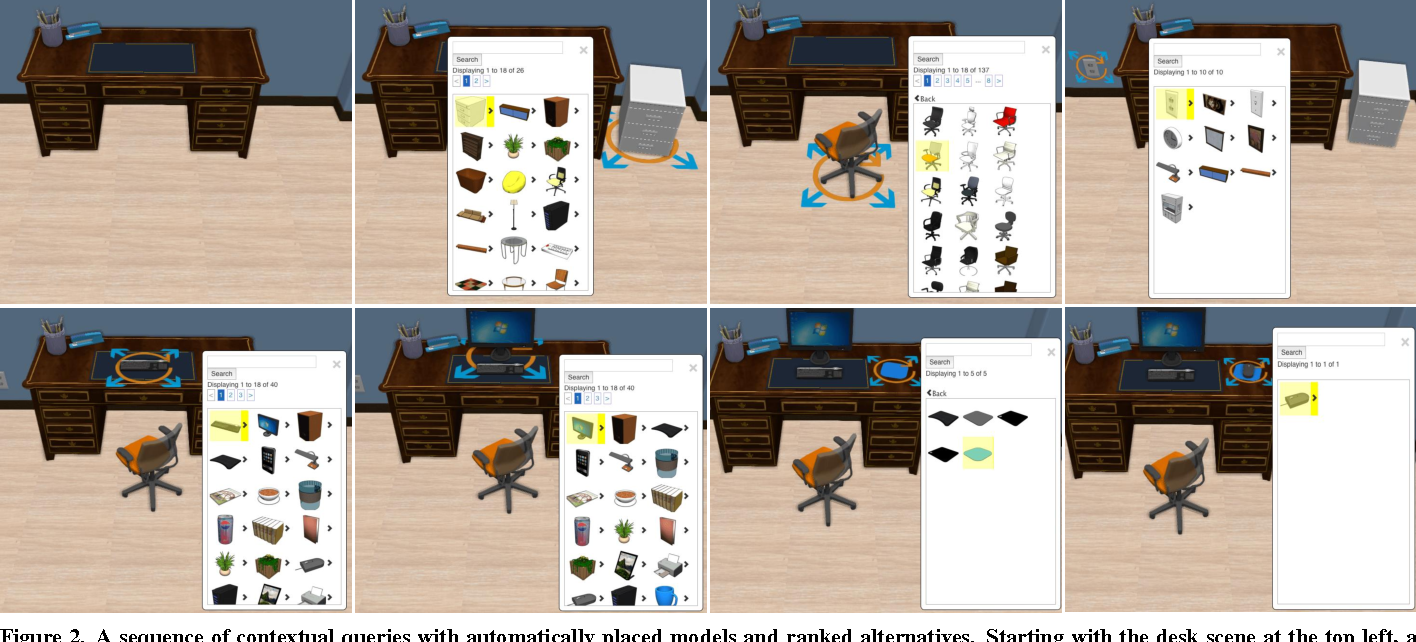 Search
Displaying 1 to 18 of 26
< 1 2 >
Search
Displaying 1 to 18 of 137
< 1 2 3 4 5 ... 8 >
Back
Search
Displaying 1 to 10 of 10
Search
Displaying 1 to 18 of 40
< 1 2 3 >
Search
Displaying 1 to 18 of 40
< 1 2 3 >
Search
Displaying 1 to 5 of 5
Back
Search
Displaying 1 to 1 of 1
Figure 2. A sequence of contextual queries with automatically placed models and ranked alternatives. Starting with the desk scene at the top left, a